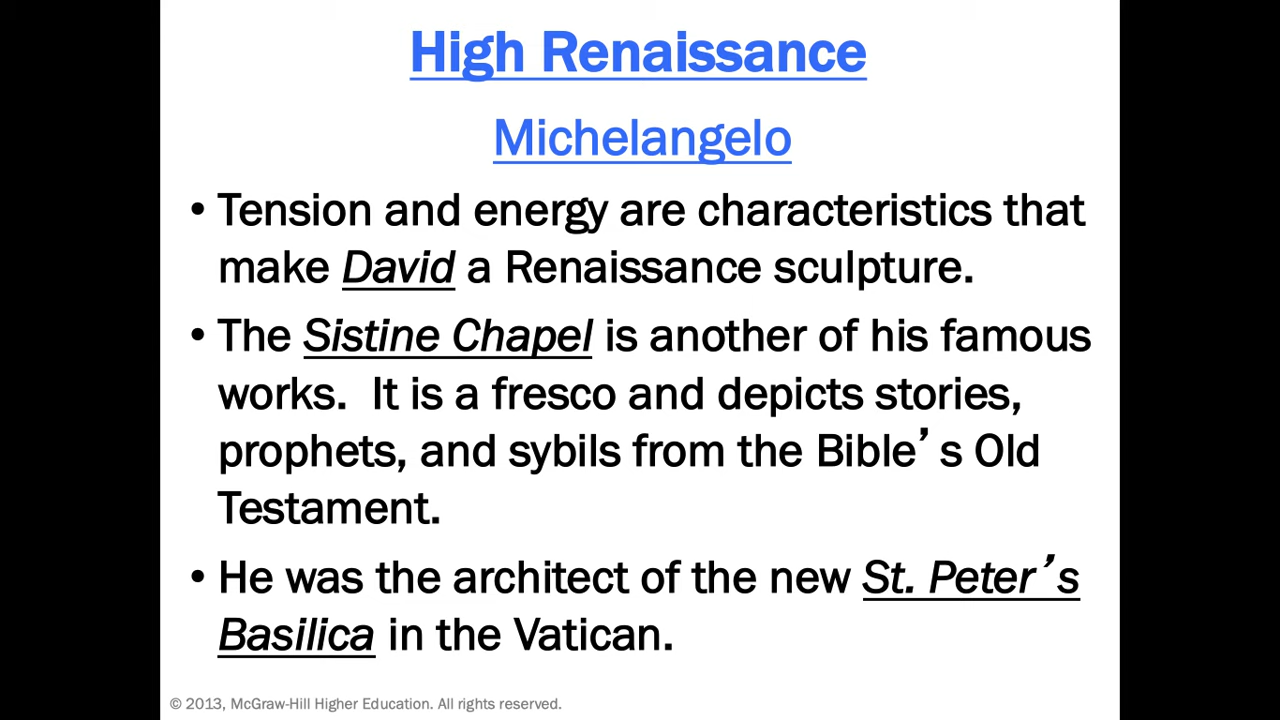 High Renaissance
Michelangelo
• Tension and energy are characteristics that
make David a Renaissance sculpture.
• The Sistine Chapel is another of his famous
works.  It is a fresco and depicts stories,
prophets, and sybils from the Bible’s Old
Testament.
• He was the architect of the new St. Peter’s
Basilica in the Vatican.
© 2013, McGraw-Hill Higher Education. All rights reserved.